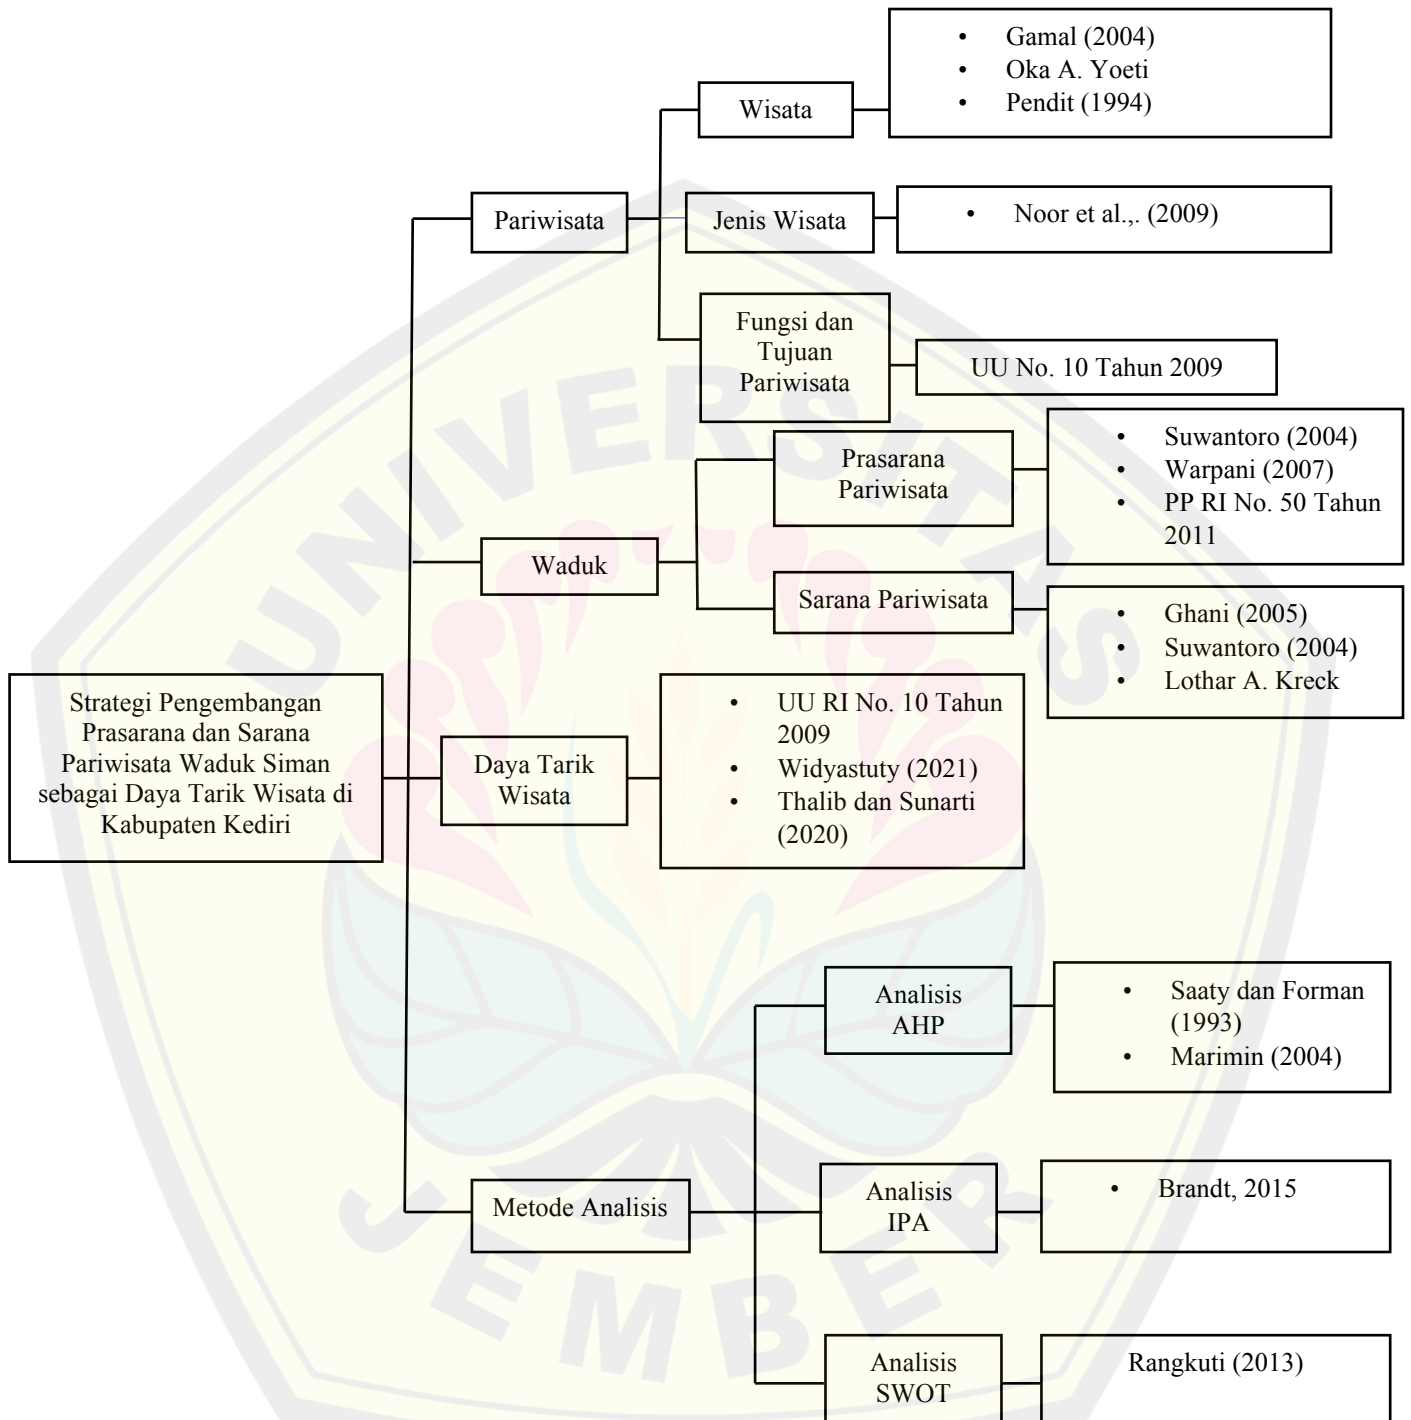 • Gamal (2004)
• Oka A. Yoeti
• Pendit (1994)
Wisata
Pariwisata
Jenis Wisata
• Noor et al.,. (2009)
Fungsi dan
Tujuan
Pariwisata
UU No. 10 Tahun 2009
Prasarana
Pariwisata
• Suwantoro (2004)
• Warpani (2007)
• PP RI No. 50 Tahun
2011
Waduk
Sarana Pariwisata
• Ghani (2005)
• Suwantoro (2004)
• Lothar A. Kreck
Strategi Pengembangan
Prasarana dan Sarana
Pariwisata Waduk Siman
sebagai Daya Tarik Wisata di
Kabupaten Kediri
Daya Tarik
Wisata
• UU RI No. 10 Tahun
2009
• Widyastuty (2021)
• Thalib dan Sunarti
(2020)
Analisis
AHP
• Saaty dan Forman
(1993)
• Marimin (2004)
Metode Analisis
Analisis
IPA
• Brandt, 2015
Analisis
SWOT
Rangkuti (2013)
UNIVERSITAS
JEMBER